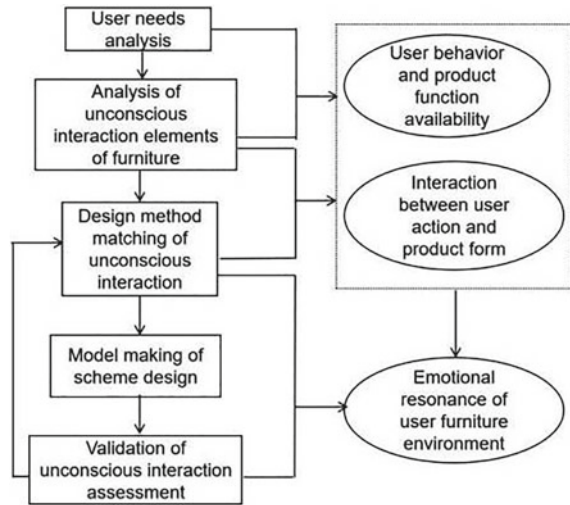 User needs
analysis
Analysis of
unconscious
interaction elements
of furniture
Design method
matching of
unconscious
interaction
Model making of
scheme design
Validation of
unconscious interaction
assessment
User behavior
and product
function
availability
Interaction
between user
action and
product form
Emotional
resonance of
user furniture
environment